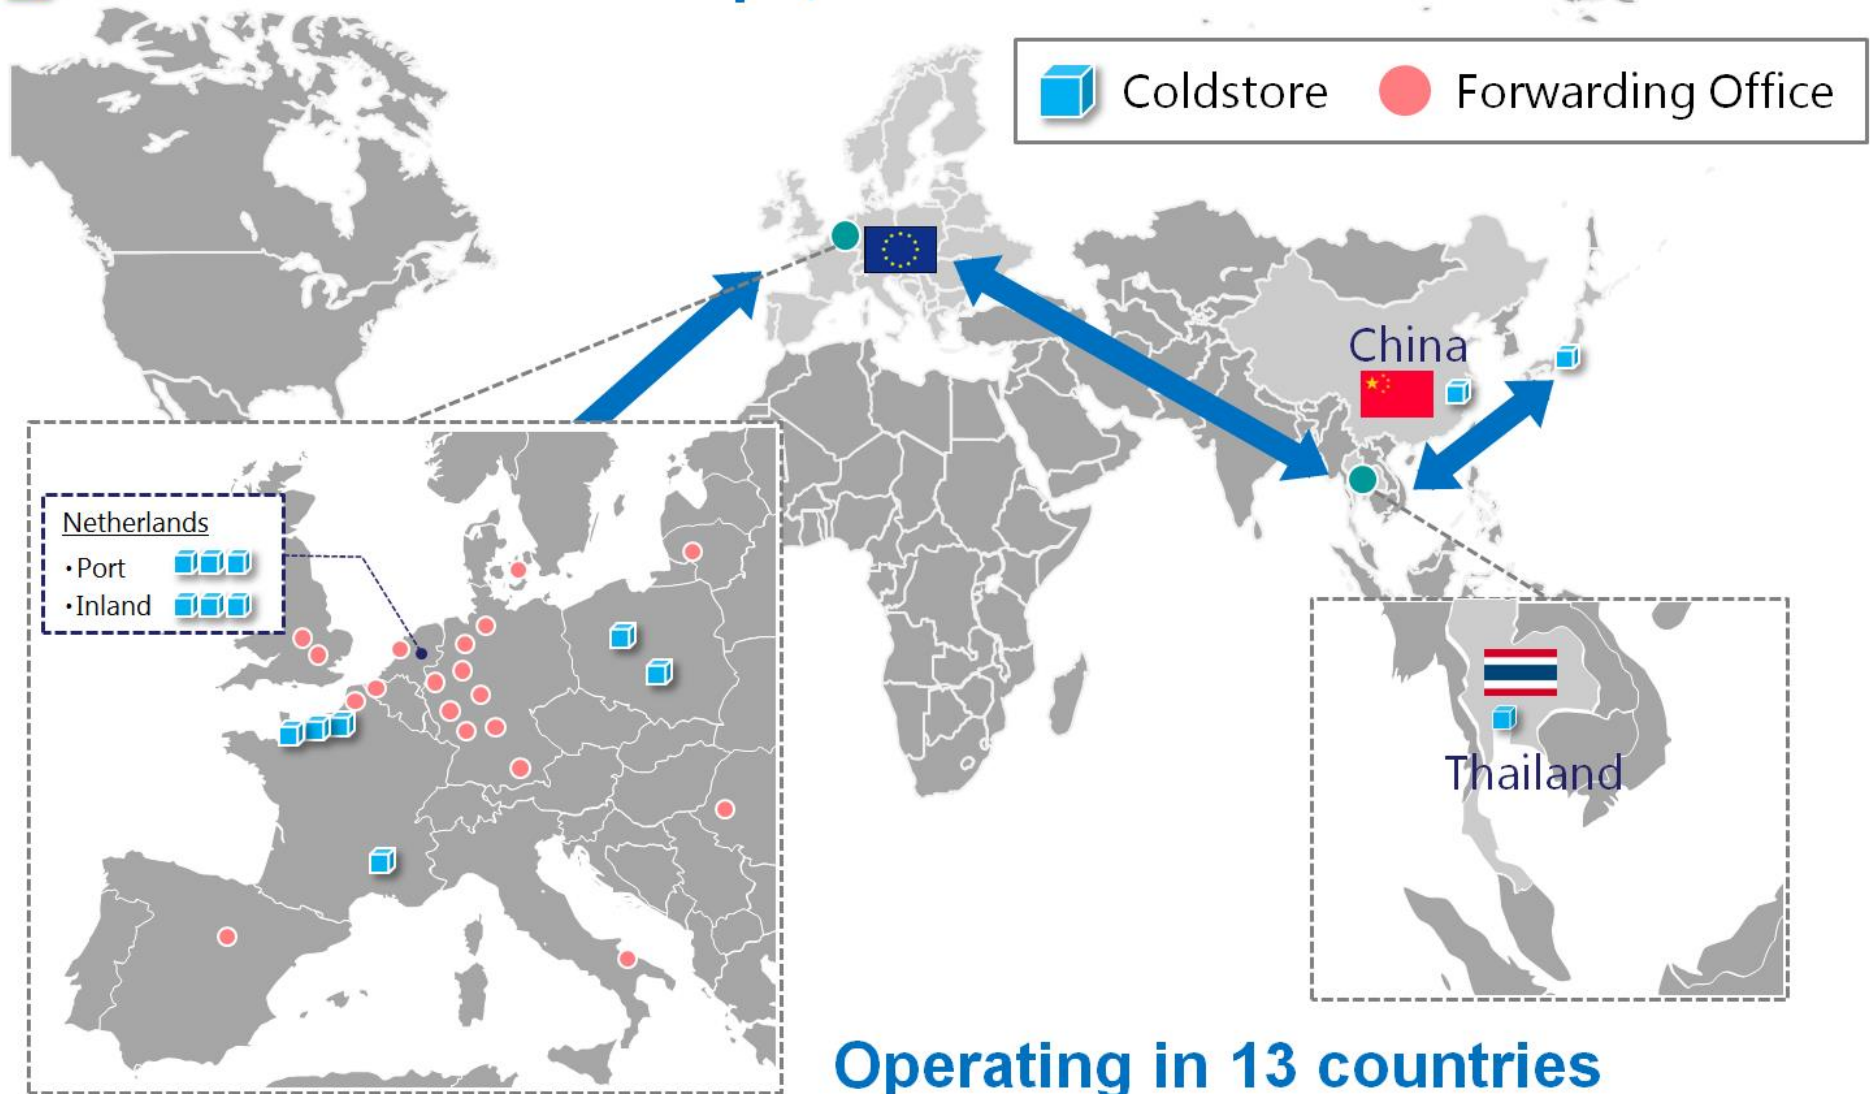 Coldstore
Forwarding Office
China
Netherlands
・Port
・Inland
Thailand
Operating in 13 countries